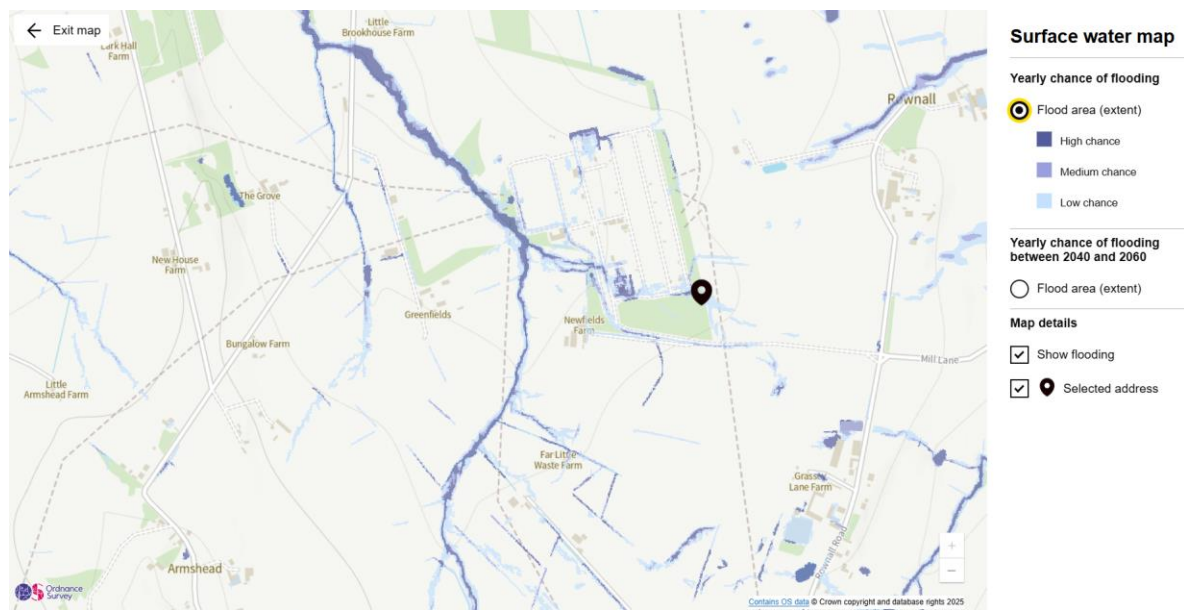 Exit map
Lark Hall
Farm
Little
Brookhouse Farm
Rownall
The Grove
New House
Farm
Greenfields
Newfields
Farm
Bungalow Farm
Mill Lane
Little
Armshead Farm
Far Little
Waste Farm
Grassy
Lane Farm
Rownall Road
Armshead
+
−
Ordnance
Survey
Contains OS data © Crown copyright and database rights 2025
Surface water map
Yearly chance of flooding
Flood area (extent)
High chance
Medium chance
Low chance
Yearly chance of flooding
between 2040 and 2060
Flood area (extent)
Map details
Show flooding
Selected address